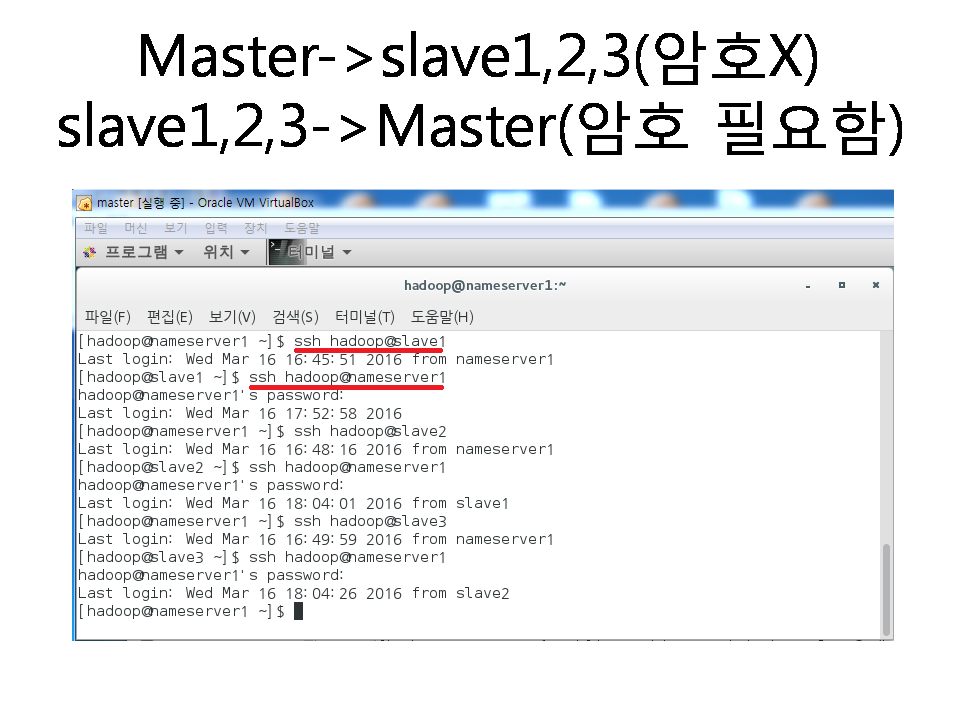 Master->slave1,2,3(암호X)
slave1,2,3->Master(암호 필요함)
master [실행 중] - Oracle VM VirtualBox
파일 머신 보기 입력 장치 도움말
프로그램 위치 터미널
hadoop@nameserver1:~
파일(F) 편집(E) 보기(V) 검색(S) 터미널(T) 도움말(H)
[hadoop@nameserver1 ~]$ ssh hadoop@slave1
Last login: Wed Mar 16 16:45:51 2016 from nameserver1
[hadoop@slave1 ~]$ ssh hadoop@nameserver1
hadoop@nameserver1's password:
Last login: Wed Mar 16 17:52:58 2016
[hadoop@nameserver1 ~]$ ssh hadoop@slave2
Last login: Wed Mar 16 16:48:16 2016 from nameserver1
[hadoop@slave2 ~]$ ssh hadoop@nameserver1
hadoop@nameserver1's password:
Last login: Wed Mar 16 18:04:01 2016 from slave1
[hadoop@nameserver1 ~]$ ssh hadoop@slave3
Last login: Wed Mar 16 16:49:59 2016 from nameserver1
[hadoop@slave3 ~]$ ssh hadoop@nameserver1
hadoop@nameserver1's password:
Last login: Wed Mar 16 18:04:26 2016 from slave2
[hadoop@nameserver1 ~]$